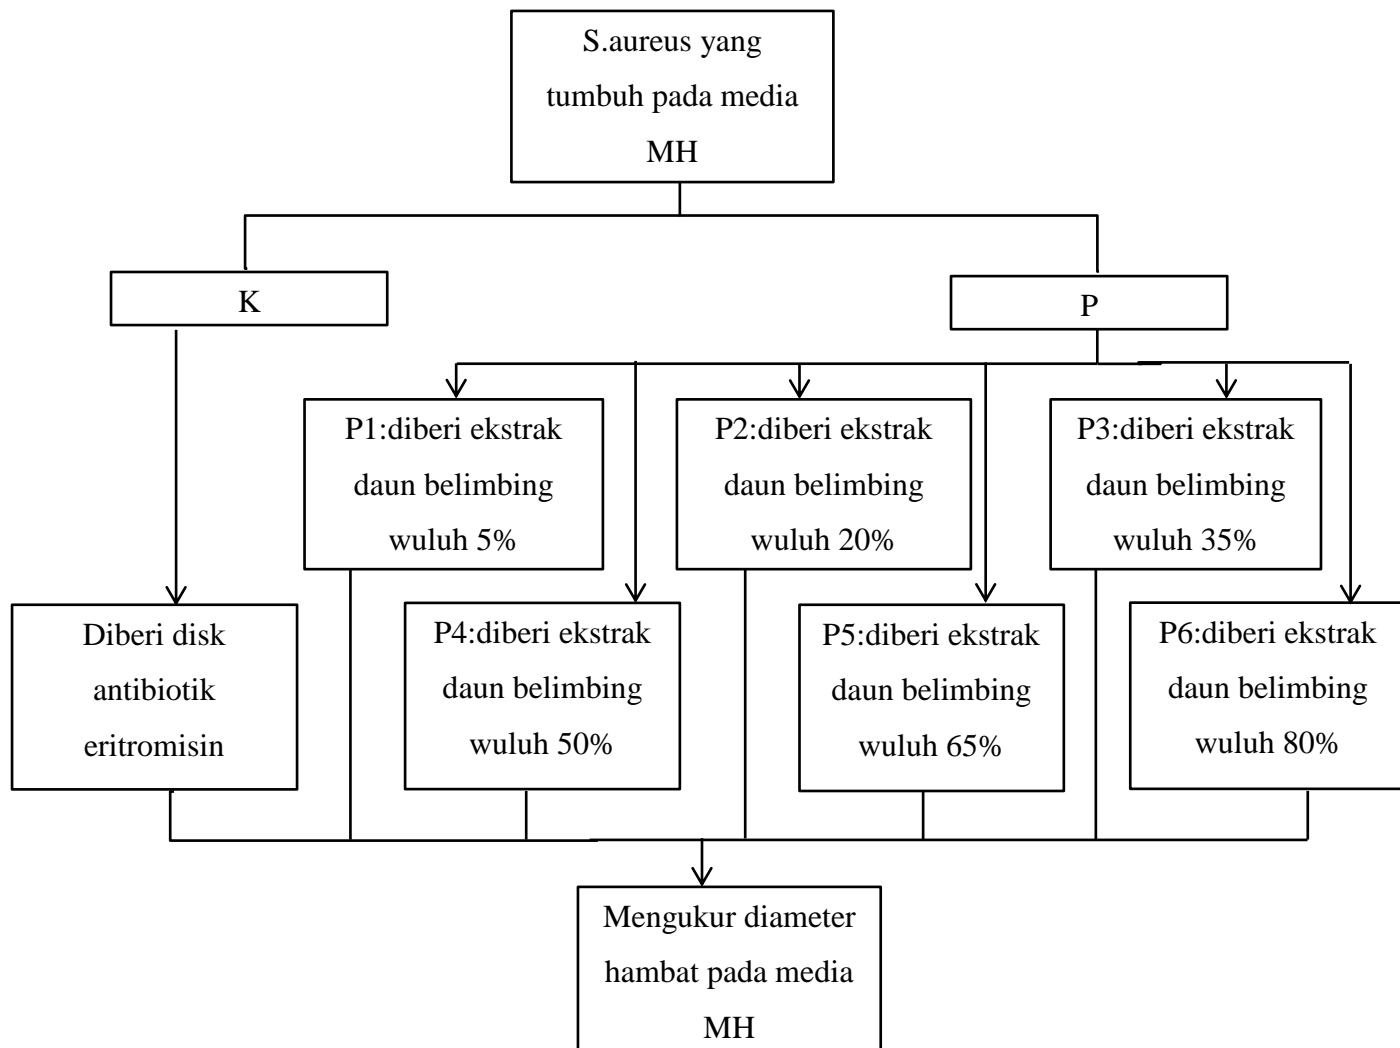 S.aureus yang
tumbuh pada media
MH
K
P
P1:diberi ekstrak
daun belimbing
wuluh 5%
P2:diberi ekstrak
daun belimbing
wuluh 20%
P3:diberi ekstrak
daun belimbing
wuluh 35%
Diberi disk
antibiotik
eritromisin
P4:diberi ekstrak
daun belimbing
wuluh 50%
P5:diberi ekstrak
daun belimbing
wuluh 65%
P6:diberi ekstrak
daun belimbing
wuluh 80%
Mengukur diameter
hambat pada media
MH